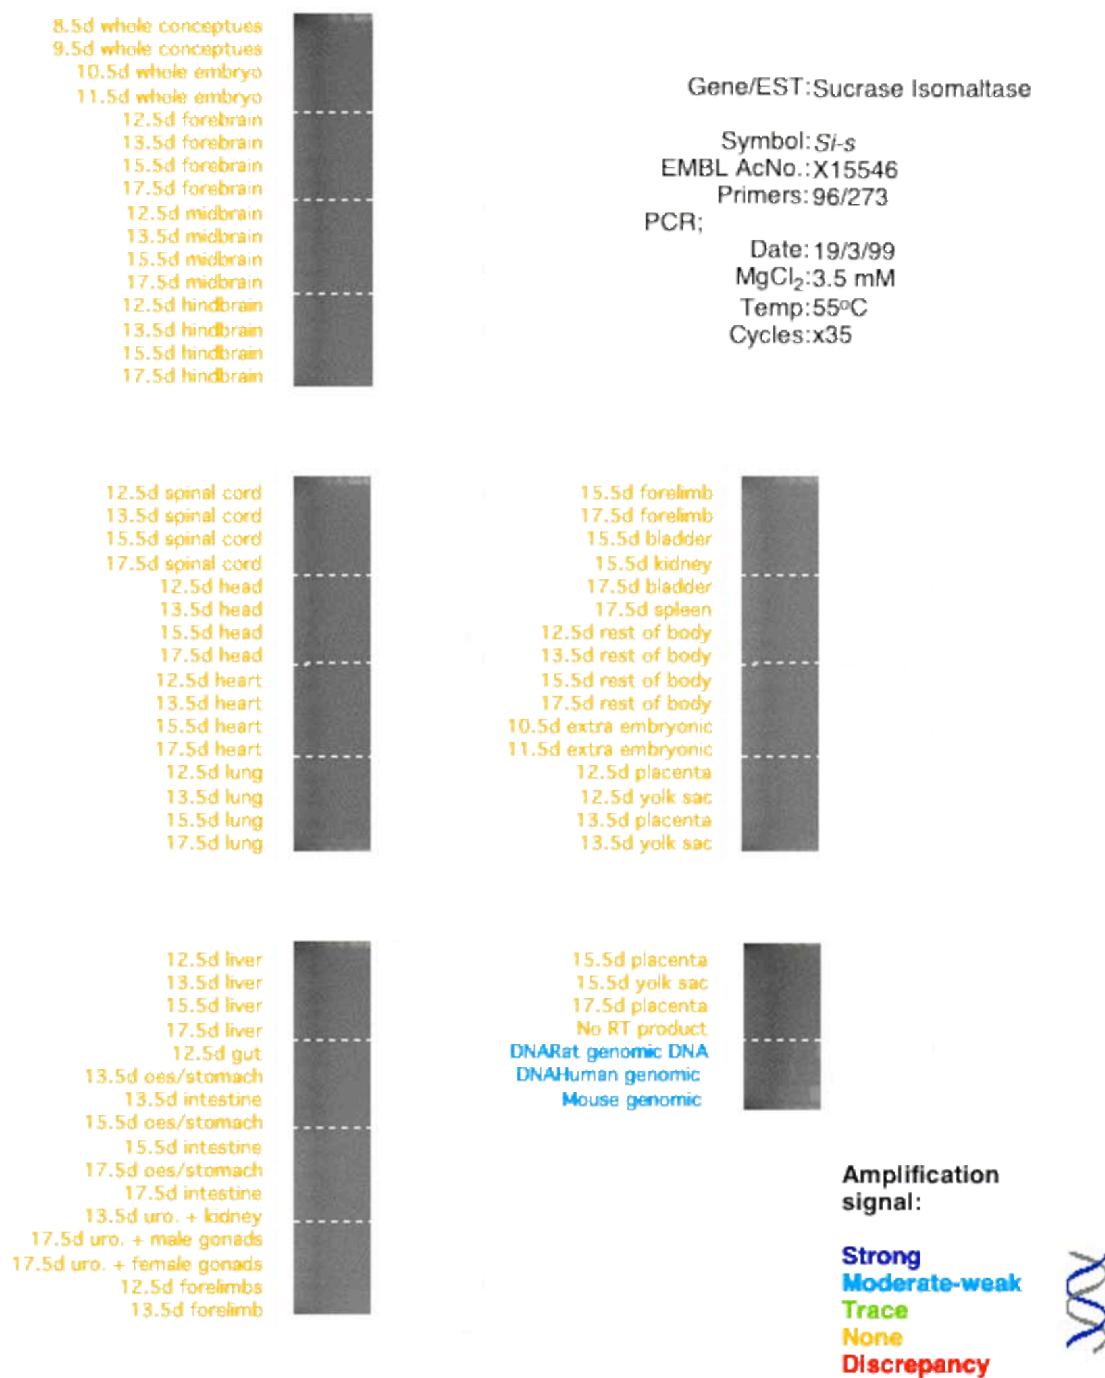 8.5d whole conceptues
9.5d whole conceptues
10.5d whole embryo
11.5d whole embryo
12.5d forebrain
13.5d forebrain
15.5d forebrain
17.5d forebrain
12.5d midbrain
13.5d midbrain
15.5d midbrain
17.5d midbrain
12.5d hindbrain
13.5d hindbrain
15.5d hindbrain
17.5d hindbrain
Gene/EST:Sucrase Isomaltase
Symbol:Si-s
EMBL AcNo.:X15546
Primers:96/273
PCR;
Date:19/3/99
MgCl₂:3.5 mM
Temp:55ºC
Cycles:x35
12.5d spinal cord
13.5d spinal cord
15.5d spinal cord
17.5d spinal cord
12.5d head
13.5d head
15.5d head
17.5d head
12.5d heart
13.5d heart
15.5d heart
17.5d heart
12.5d lung
13.5d lung
15.5d lung
17.5d lung
15.5d forelimb
17.5d forelimb
15.5d bladder
15.5d kidney
17.5d bladder
17.5d spleen
12.5d rest of body
13.5d rest of body
15.5d rest of body
17.5d rest of body
10.5d extra embryonic
11.5d extra embryonic
12.5d placenta
12.5d yolk sac
13.5d placenta
13.5d yolk sac
12.5d liver
13.5d liver
15.5d liver
17.5d liver
12.5d gut
13.5d oes/stomach
13.5d intestine
15.5d oes/stomach
15.5d intestine
17.5d oes/stomach
17.5d intestine
13.5d uro. + kidney
17.5d uro. + male gonads
17.5d uro. + female gonads
12.5d forelimbs
13.5d forelimb
15.5d placenta
15.5d yolk sac
17.5d placenta
No RT product
DNARat genomic DNA
DNAHuman genomic
Mouse genomic
Amplification
signal:
Strong
Moderate-weak
Trace
None
Discrepancy